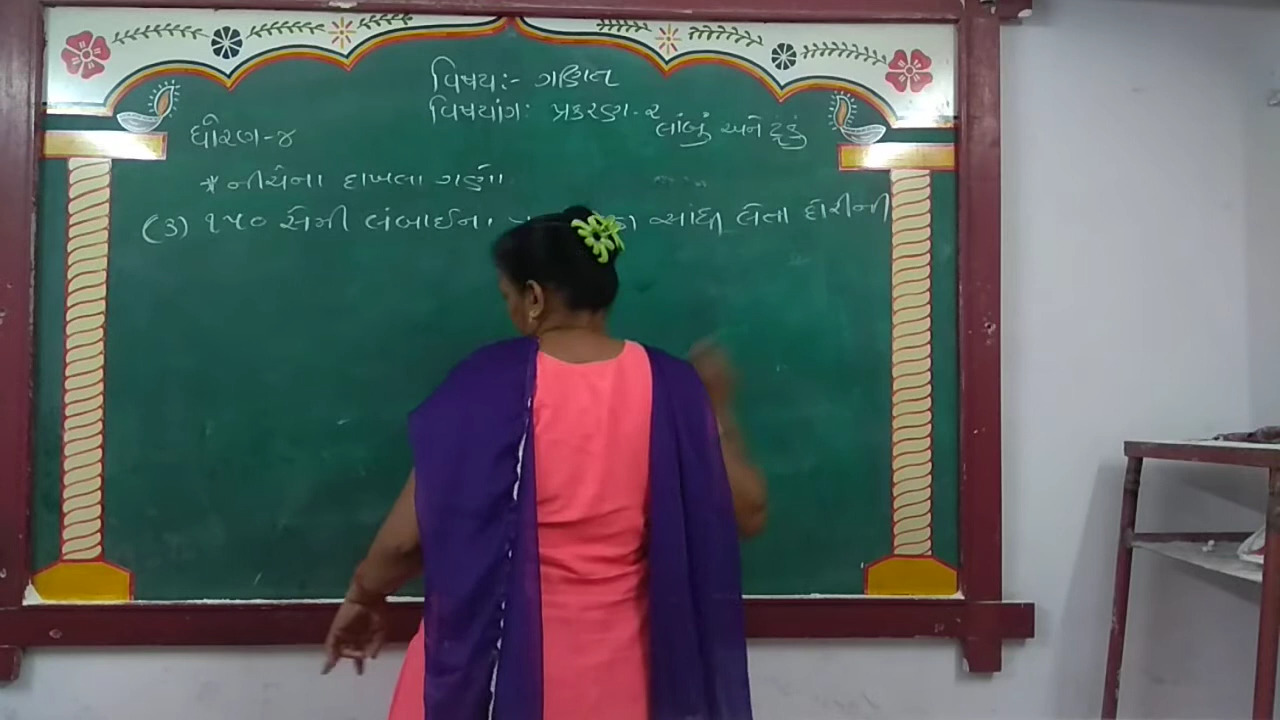 વિષયઃ- ગણિત
વિષયાંગઃ પ્રકરણ-૨
લાંબું અને ટૂંકું
ધોરણ-૪
* નીચેના દાખલા ગણો
(૩) ૧૫૦ સેમી લંબાઈના સાંધી લેતા દોરીની